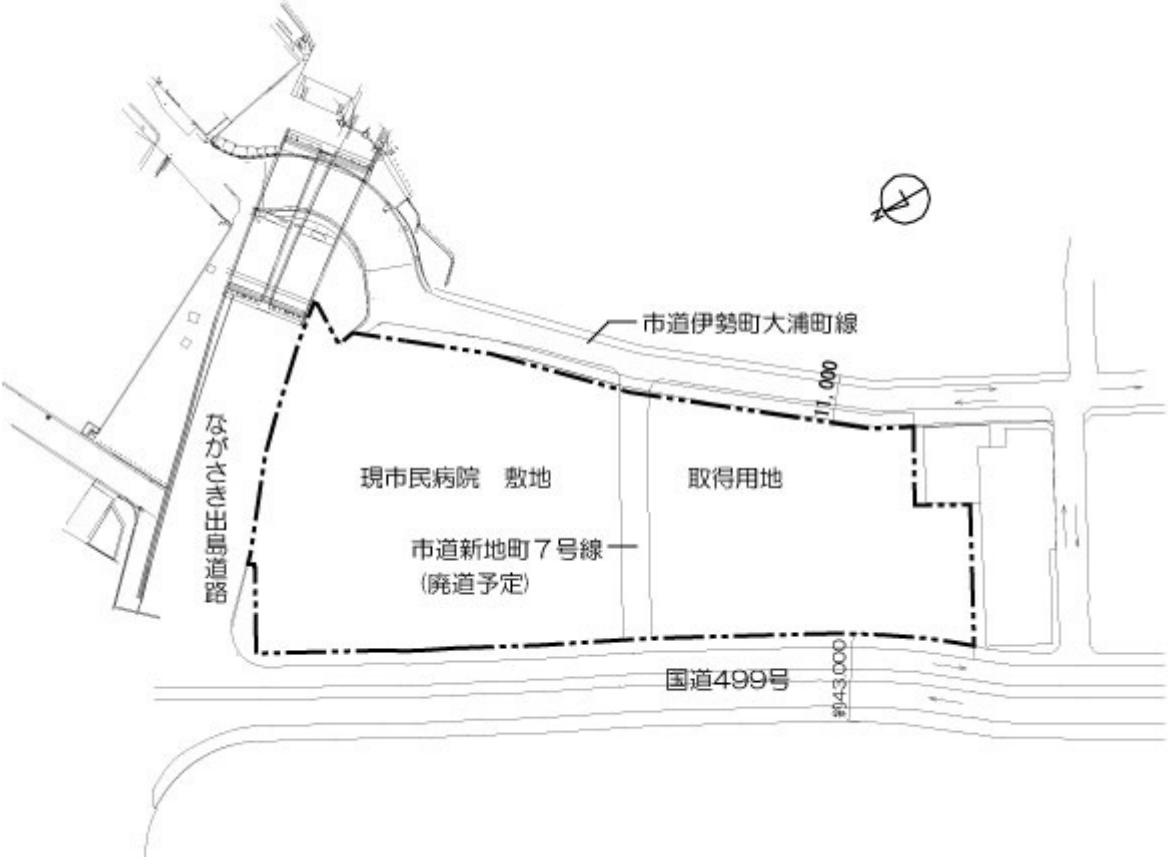 N
市道伊勢町大浦町線
11,000
ながさき出島道路
現市民病院 敷地
取得用地
市道新地町7号線
(廃道予定)
国道499号
約43,000